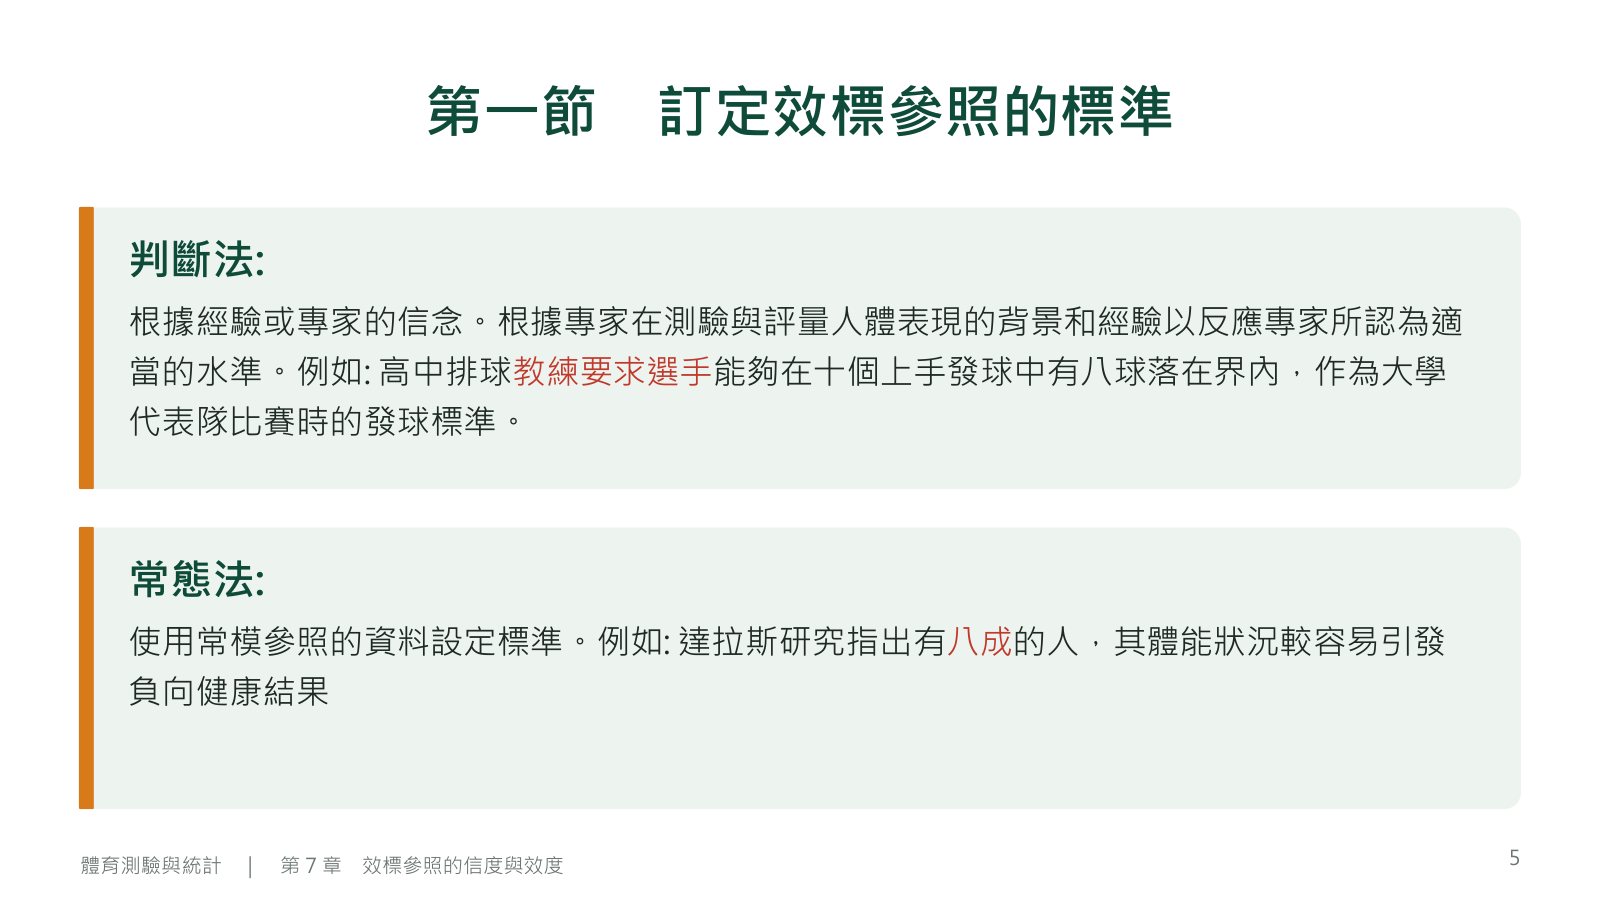 第一節　訂定效標參照的標準
判斷法:
根據經驗或專家的信念。根據專家在測驗與評量人體表現的背景和經驗以反應專家所認為適
當的水準。例如: 高中排球教練要求選手能夠在十個上手發球中有八球落在界內，作為大學
代表隊比賽時的發球標準。
常態法:
使用常模參照的資料設定標準。例如: 達拉斯研究指出有八成的人，其體能狀況較容易引發
負向健康結果
體育測驗與統計　|　第 7 章　效標參照的信度與效度
5